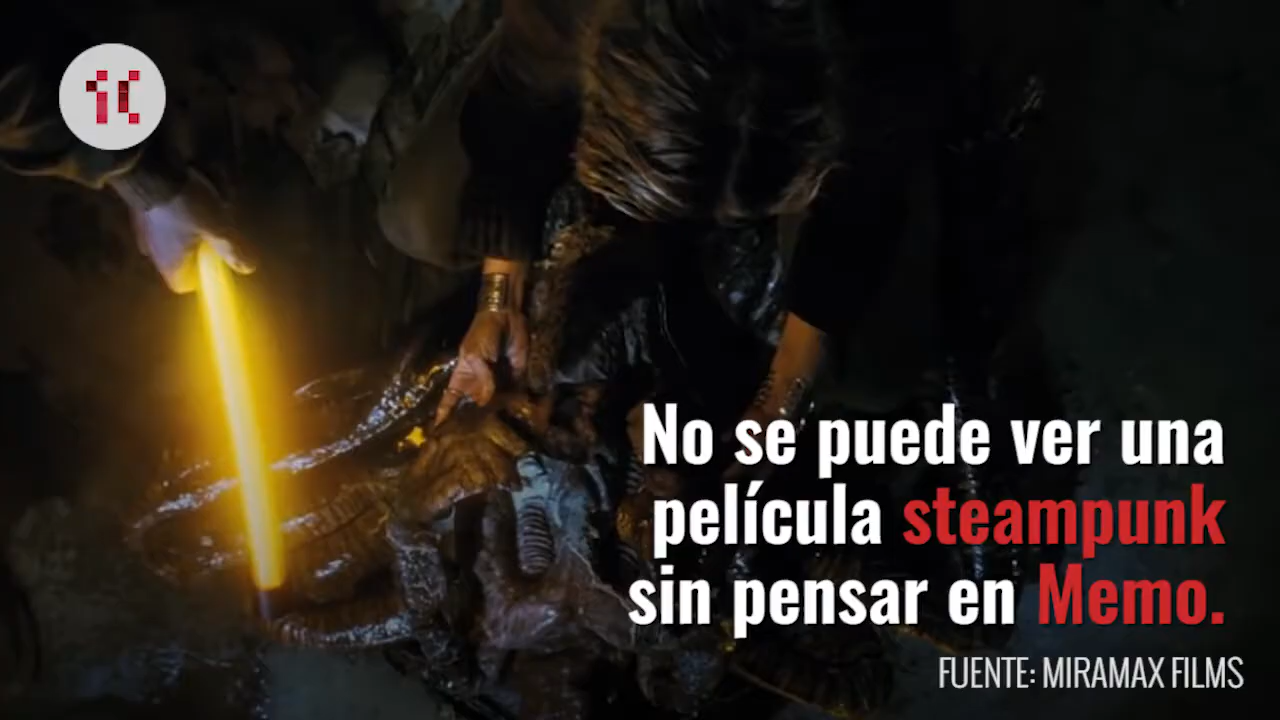 No se puede ver una
película steampunk
sin pensar en Memo.
FUENTE: MIRAMAX FILMS